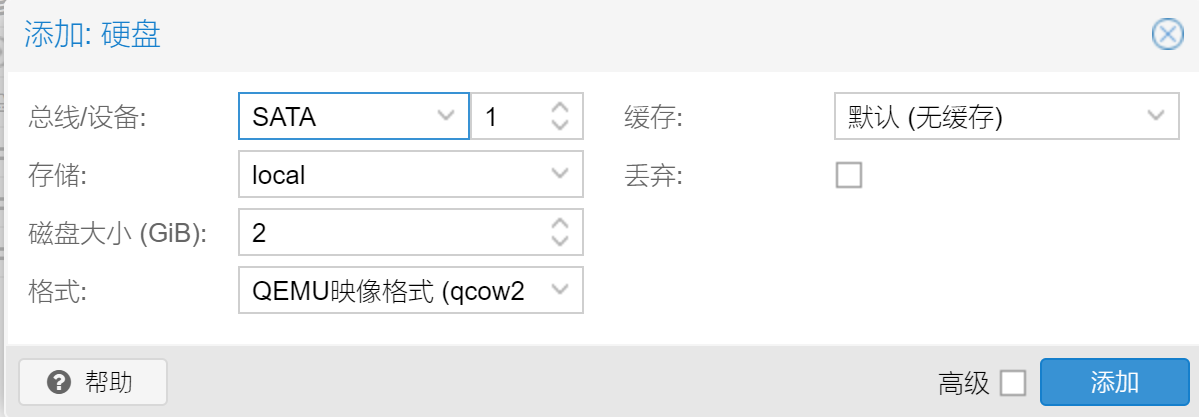 添加: 硬盘
总线/设备: SATA 1 缓存: 默认 (无缓存)
存储: local 丢弃:
磁盘大小 (GiB): 2
格式: QEMU映像格式 (qcow2
帮助 高级 添加